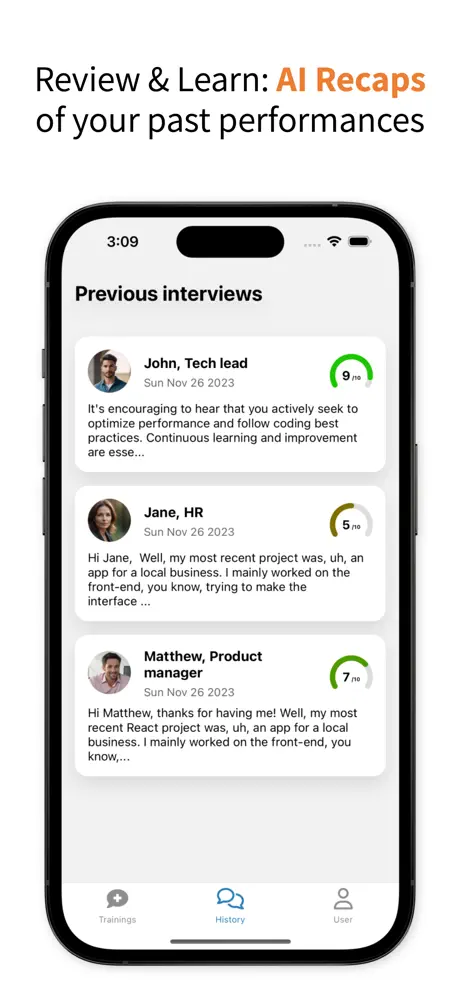 Review & Learn: AI Recaps
of your past performances
3:09
Previous interviews
John, Tech lead
Sun Nov 26 2023
9 /10
It's encouraging to hear that you actively seek to
optimize performance and follow coding best
practices. Continuous learning and improvement
are esse...
Jane, HR
Sun Nov 26 2023
5 /10
Hi Jane,  Well, my most recent project was, uh, an
app for a local business. I mainly worked on the
front-end, you know, trying to make the
interface ...
Matthew, Product
manager
Sun Nov 26 2023
7 /10
Hi Matthew, thanks for having me! Well, my most
recent React project was, uh, an app for a local
business. I mainly worked on the front-end, you
know,...
Trainings
History
User